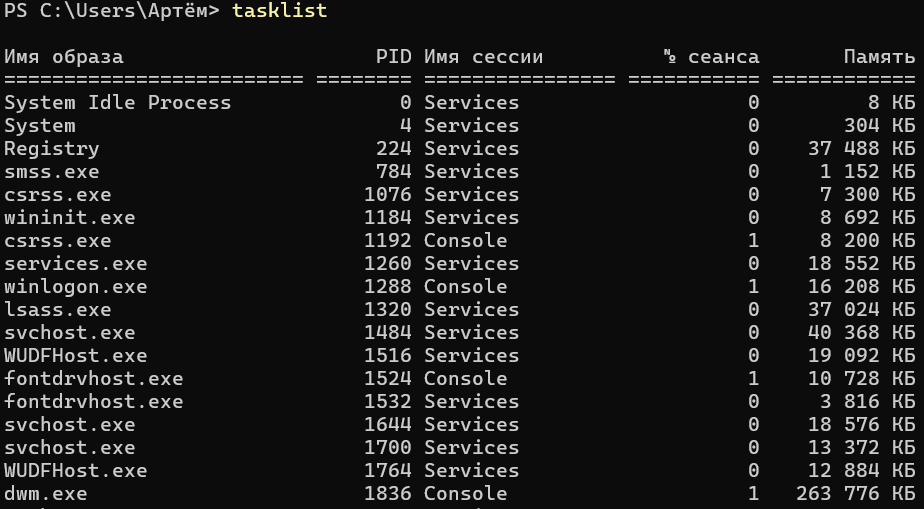 PS C:\Users\Артём> tasklist
Имя образа PID Имя сессии № сеанса Память
========================= ======== ================ =========== ============
System Idle Process 0 Services 0 8 КБ
System 4 Services 0 304 КБ
Registry 224 Services 0 37 488 КБ
smss.exe 784 Services 0 1 152 КБ
csrss.exe 1076 Services 0 7 300 КБ
wininit.exe 1184 Services 0 8 692 КБ
csrss.exe 1192 Console 1 8 200 КБ
services.exe 1260 Services 0 18 552 КБ
winlogon.exe 1288 Console 1 16 208 КБ
lsass.exe 1320 Services 0 37 024 КБ
svchost.exe 1484 Services 0 40 368 КБ
WUDFHost.exe 1516 Services 0 19 092 КБ
fontdrvhost.exe 1524 Console 1 10 728 КБ
fontdrvhost.exe 1532 Services 0 3 816 КБ
svchost.exe 1644 Services 0 18 576 КБ
svchost.exe 1700 Services 0 13 372 КБ
WUDFHost.exe 1764 Services 0 12 884 КБ
dwm.exe 1836 Console 1 263 776 КБ